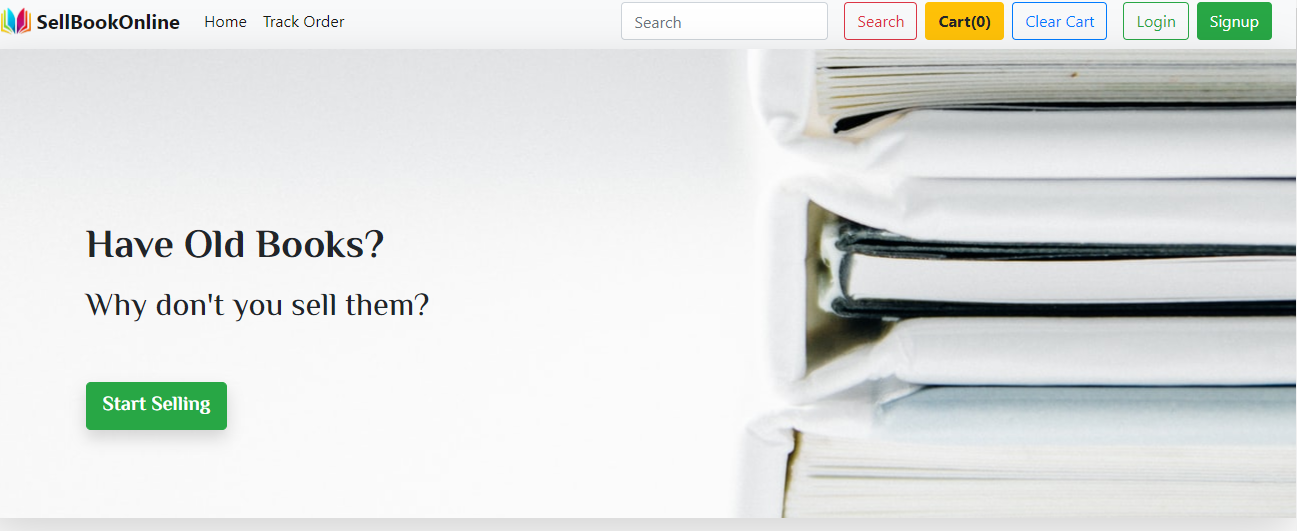 SellBookOnline Home Track Order Search Search Cart(0) Clear Cart Login Signup
Have Old Books?
Why don't you sell them?
Start Selling